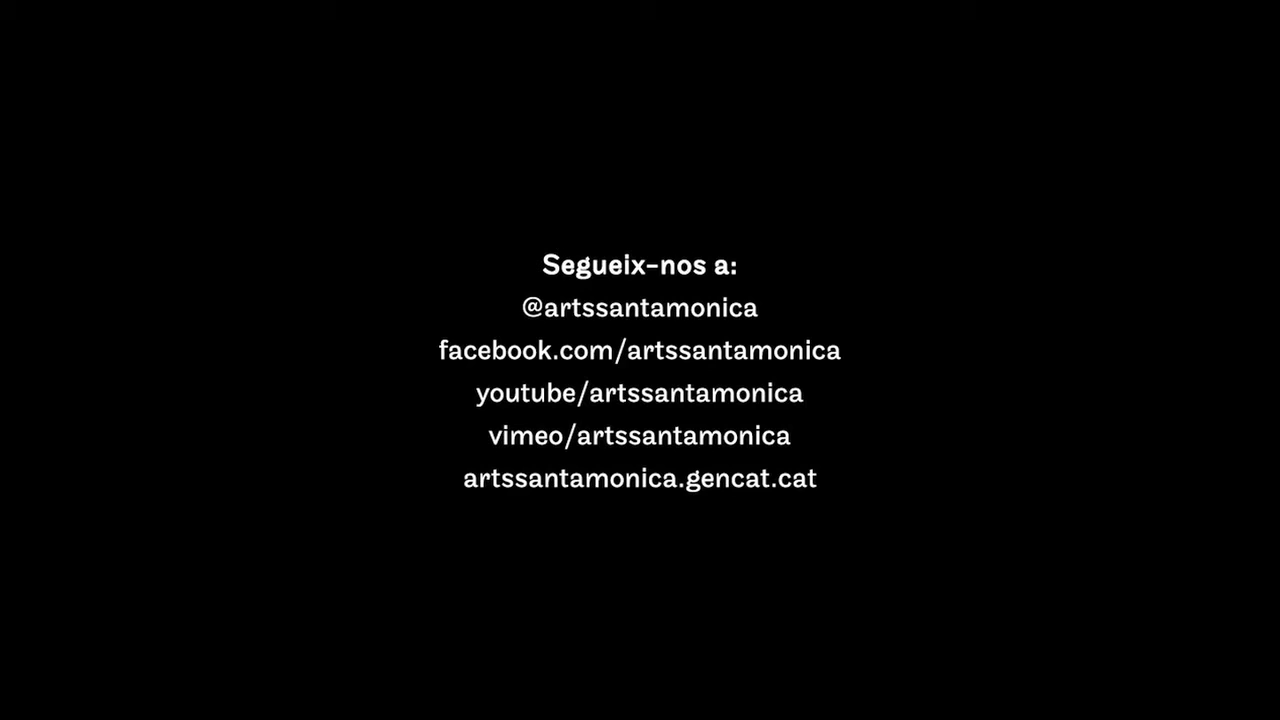 Segueix-nos a:
@artssantamonica
facebook.com/artssantamonica
youtube/artssantamonica
vimeo/artssantamonica
artssantamonica.gencat.cat